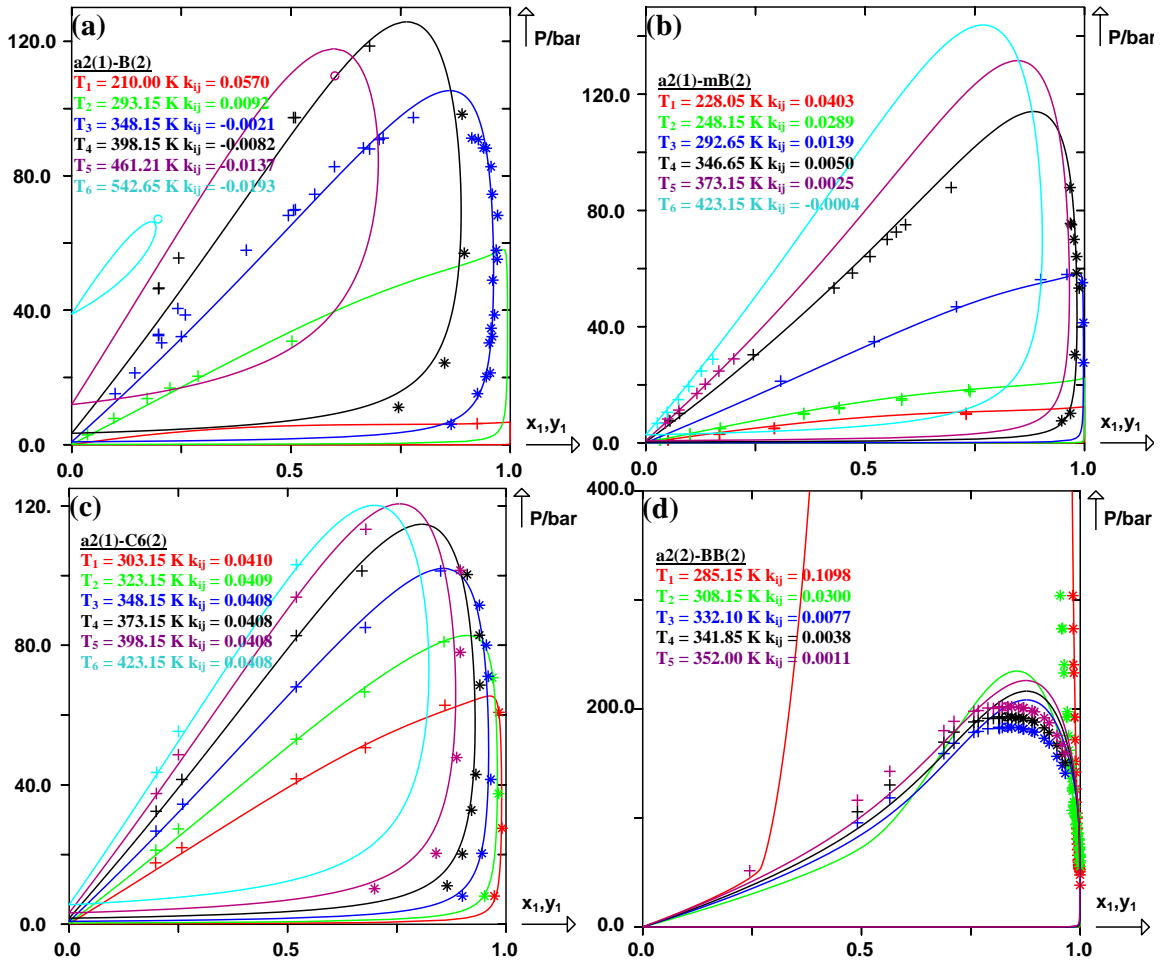 (a)
P/bar
120.0
a2(1)-B(2)
T₁ = 210.00 K kᵢⱼ = 0.0570
T₂ = 293.15 K kᵢⱼ = 0.0092
T₃ = 348.15 K kᵢⱼ = -0.0021
T₄ = 398.15 K kᵢⱼ = -0.0082
T₅ = 461.21 K kᵢⱼ = -0.0137
T₆ = 542.65 K kᵢⱼ = -0.0193
80.0
40.0
0.0
x₁,y₁
0.0 0.5 1.0
(b)
P/bar
120.0
a2(1)-mB(2)
T₁ = 228.05 K kᵢⱼ = 0.0403
T₂ = 248.15 K kᵢⱼ = 0.0289
T₃ = 292.65 K kᵢⱼ = 0.0139
T₄ = 346.65 K kᵢⱼ = 0.0050
T₅ = 373.15 K kᵢⱼ = 0.0025
T₆ = 423.15 K kᵢⱼ = -0.0004
80.0
40.0
0.0
x₁,y₁
0.0 0.5 1.0
(c)
P/bar
120.
a2(1)-C6(2)
T₁ = 303.15 K kᵢⱼ = 0.0410
T₂ = 323.15 K kᵢⱼ = 0.0409
T₃ = 348.15 K kᵢⱼ = 0.0408
T₄ = 373.15 K kᵢⱼ = 0.0408
T₅ = 398.15 K kᵢⱼ = 0.0408
T₆ = 423.15 K kᵢⱼ = 0.0408
80.0
40.0
0.0
x₁,y₁
0.0 0.5 1.0
400.0
(d)
P/bar
a2(2)-BB(2)
T₁ = 285.15 K kᵢⱼ = 0.1098
T₂ = 308.15 K kᵢⱼ = 0.0300
T₃ = 332.10 K kᵢⱼ = 0.0077
T₄ = 341.85 K kᵢⱼ = 0.0038
T₅ = 352.00 K kᵢⱼ = 0.0011
200.0
0.0
x₁,y₁
0.0 0.5 1.0